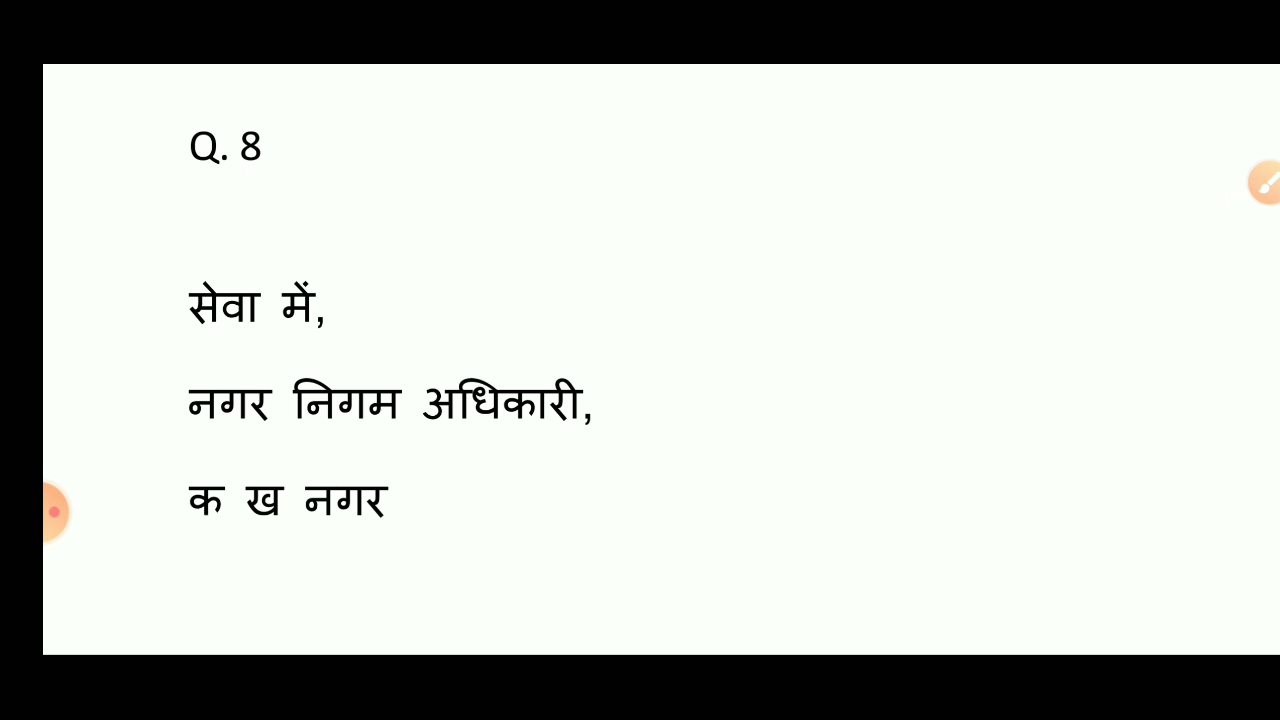 Q. 8
सेवा में,
नगर निगम अधिकारी,
क ख नगर